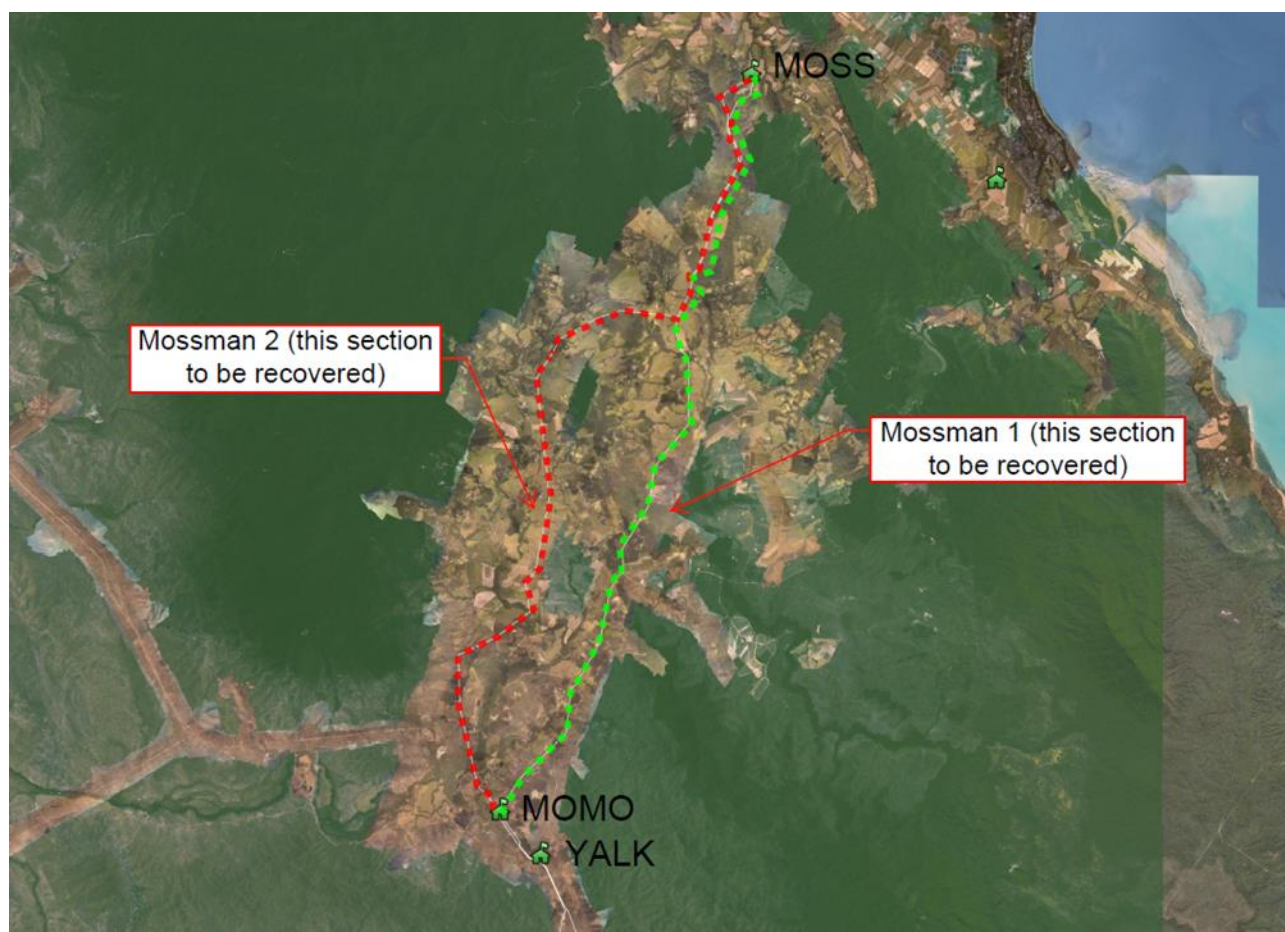 MOSS
Mossman 2 (this section
to be recovered)
Mossman 1 (this section
to be recovered)
MOMO
YALK